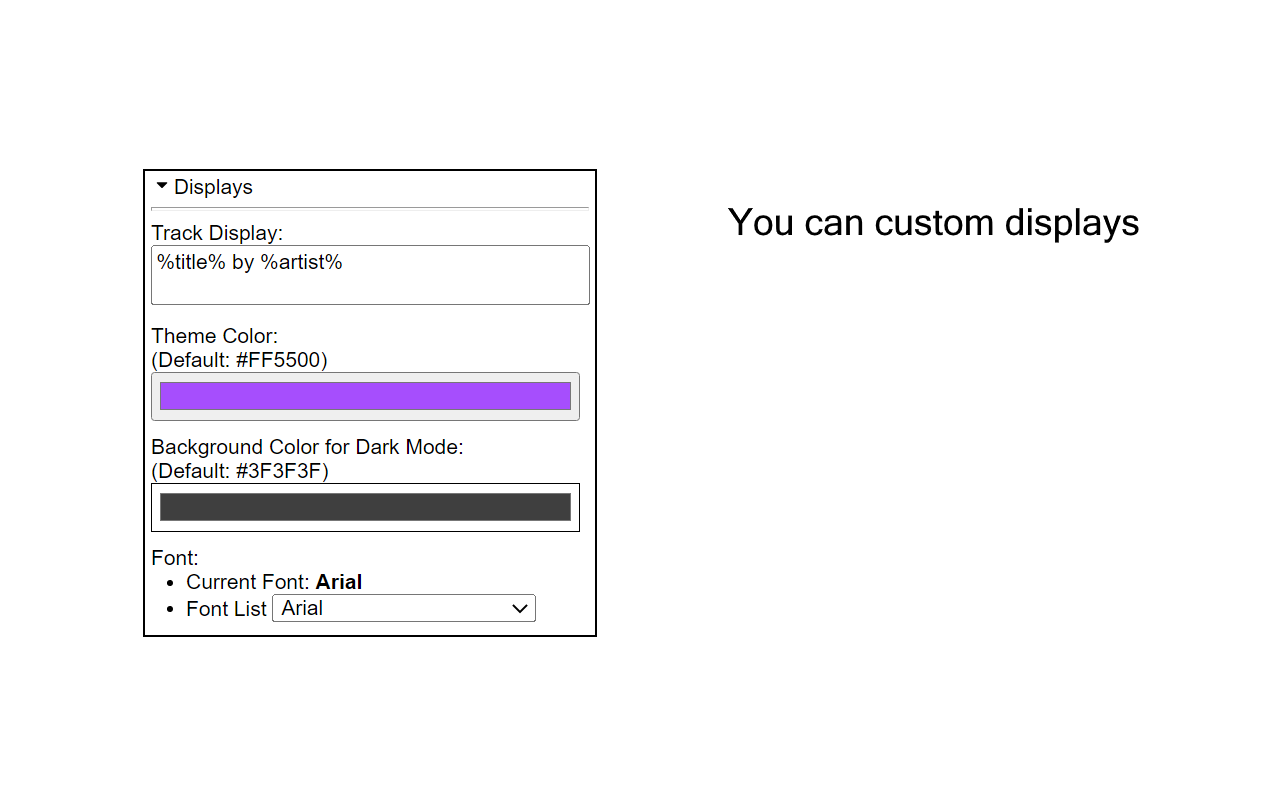 Displays
Track Display:
%title% by %artist%
Theme Color:
(Default: #FF5500)
Background Color for Dark Mode:
(Default: #3F3F3F)
Font:
• Current Font: Arial
• Font List Arial
You can custom displays